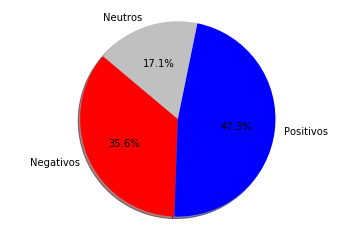 Neutros
17.1%
47.3%
35.6%
Positivos
Negativos